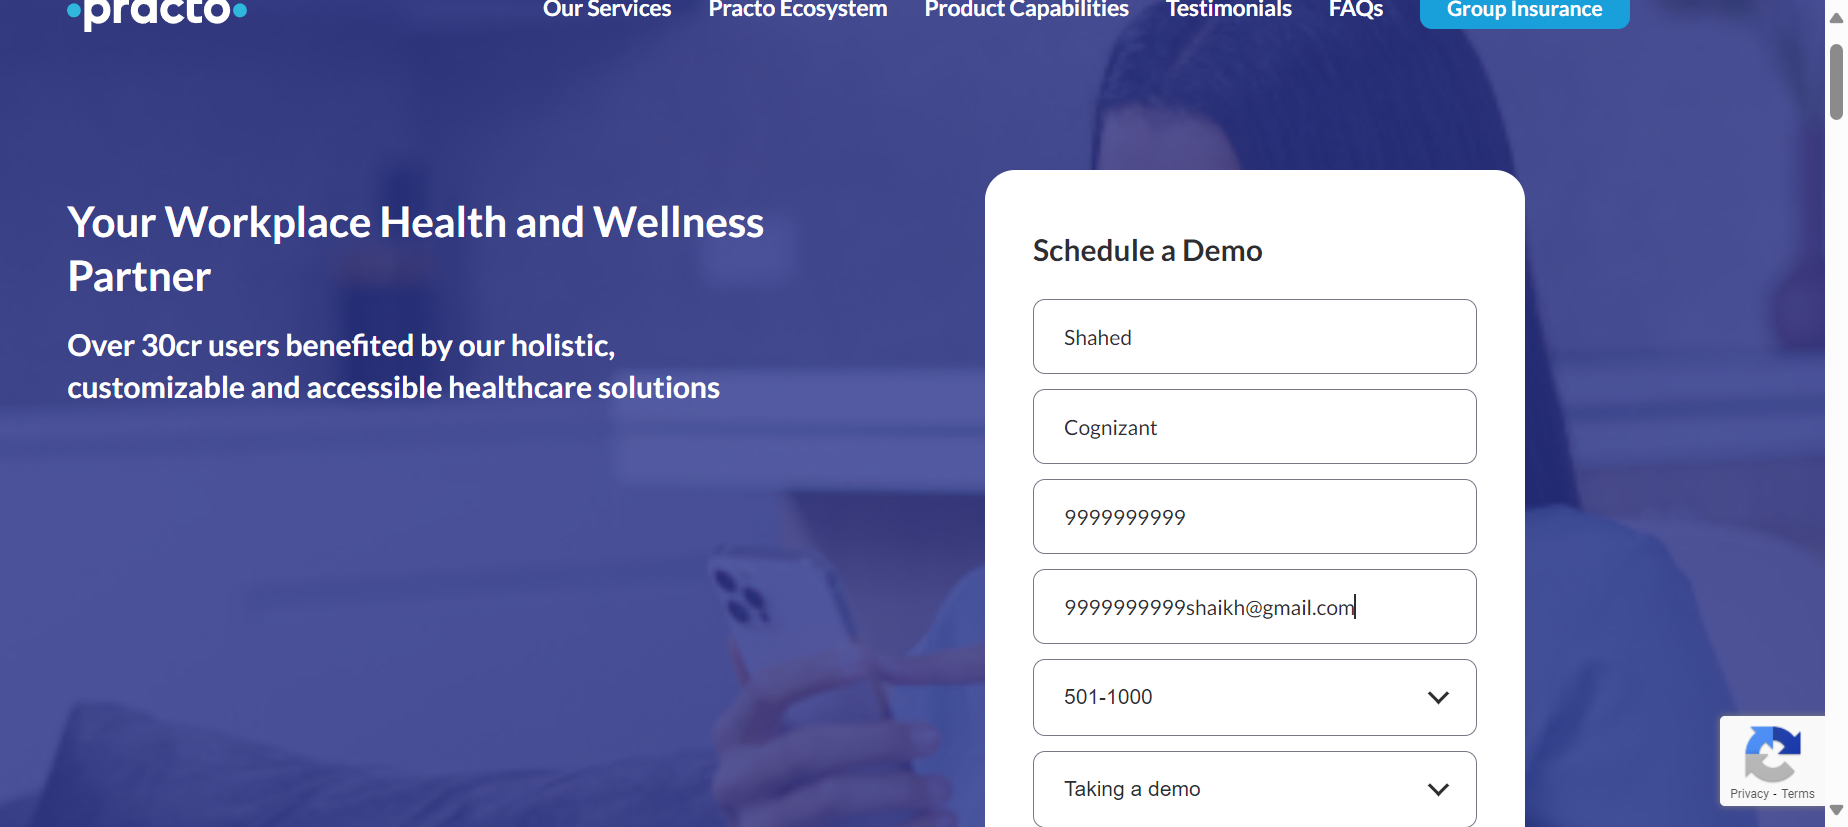 practo
Our Services Practo Ecosystem Product Capabilities Testimonials FAQs Group Insurance
Your Workplace Health and Wellness
Partner
Over 30cr users benefited by our holistic,
customizable and accessible healthcare solutions
Schedule a Demo
Shahed
Cognizant
9999999999
9999999999shaikh@gmail.com
501-1000
Taking a demo
Privacy - Terms